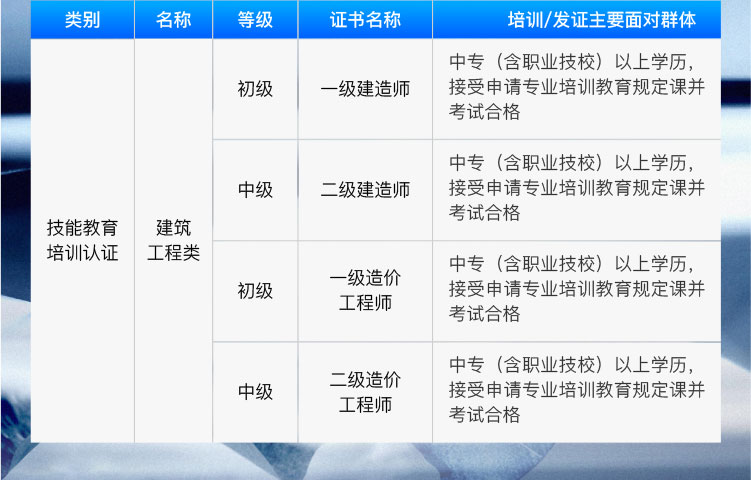 类别 名称 等级 证书名称 培训/发证主要面对群体
技能教育
培训认证
建筑
工程类
初级
一级建造师
中专（含职业技校）以上学历，
接受申请专业培训教育规定课并
考试合格
中级
二级建造师
中专（含职业技校）以上学历，
接受申请专业培训教育规定课并
考试合格
初级
一级造价
工程师
中专（含职业技校）以上学历，
接受申请专业培训教育规定课并
考试合格
中级
二级造价
工程师
中专（含职业技校）以上学历，
接受申请专业培训教育规定课并
考试合格